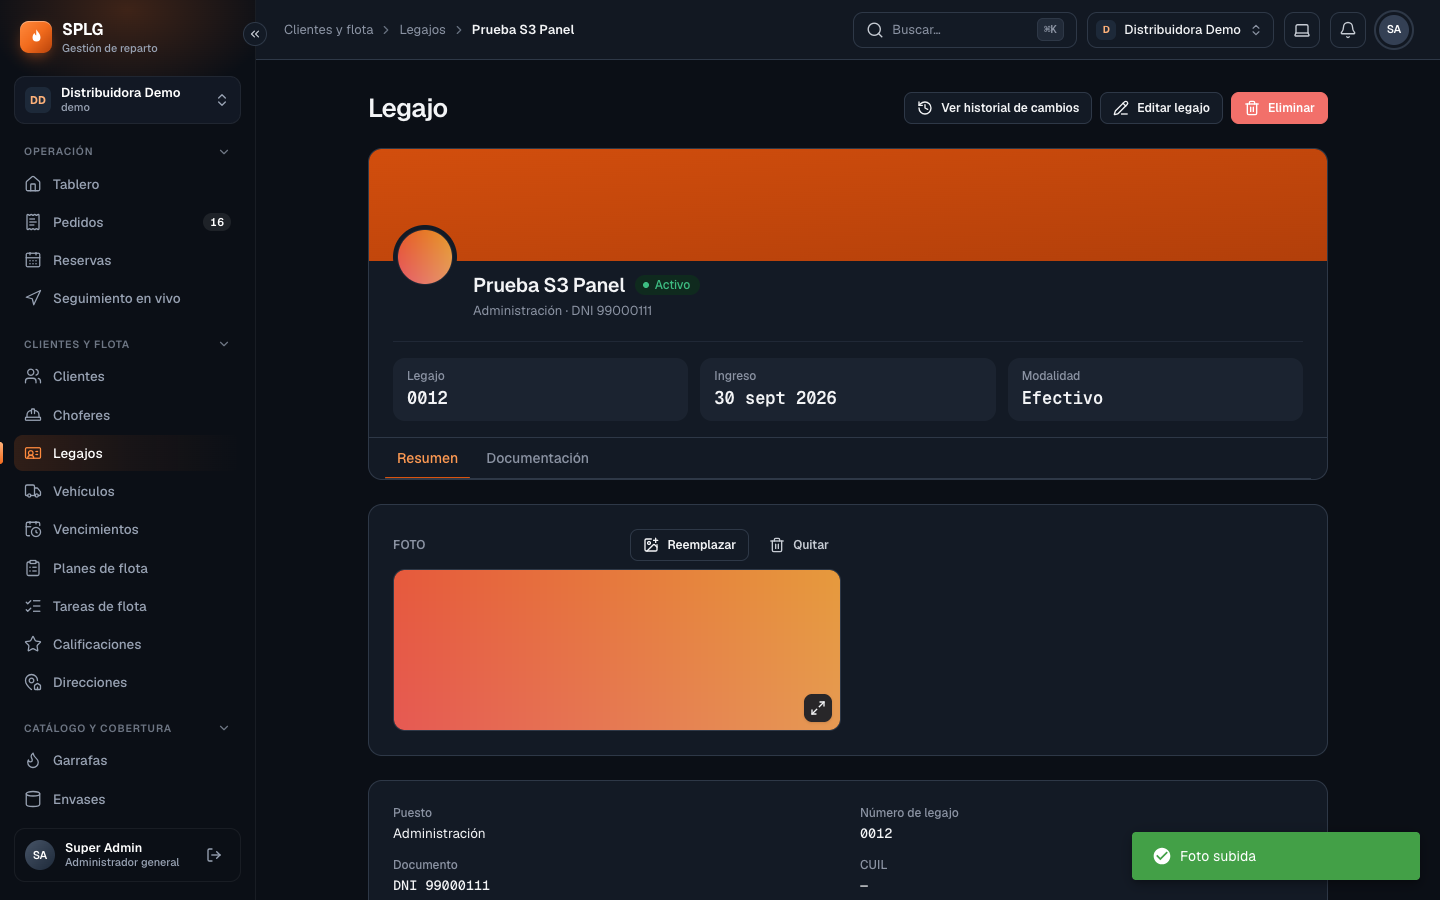 SPLG
Gestión de reparto
DD
Distribuidora Demo
demo
OPERACIÓN
Tablero
Pedidos
16
Reservas
Seguimiento en vivo
CLIENTES Y FLOTA
Clientes
Choferes
Legajos
Vehículos
Vencimientos
Planes de flota
Tareas de flota
Calificaciones
Direcciones
CATÁLOGO Y COBERTURA
Garrafas
Envases
SA
Super Admin
Administrador general
Clientes y flota
Legajos
Prueba S3 Panel
Buscar...
⌘K
D
Distribuidora Demo
SA
Legajo
Ver historial de cambios
Editar legajo
Eliminar
Prueba S3 Panel
Activo
Administración · DNI 99000111
Legajo
0012
Ingreso
30 sept 2026
Modalidad
Efectivo
Resumen
Documentación
FOTO
Reemplazar
Quitar
Puesto
Administración
Número de legajo
0012
Documento
DNI 99000111
CUIL
—
Foto subida